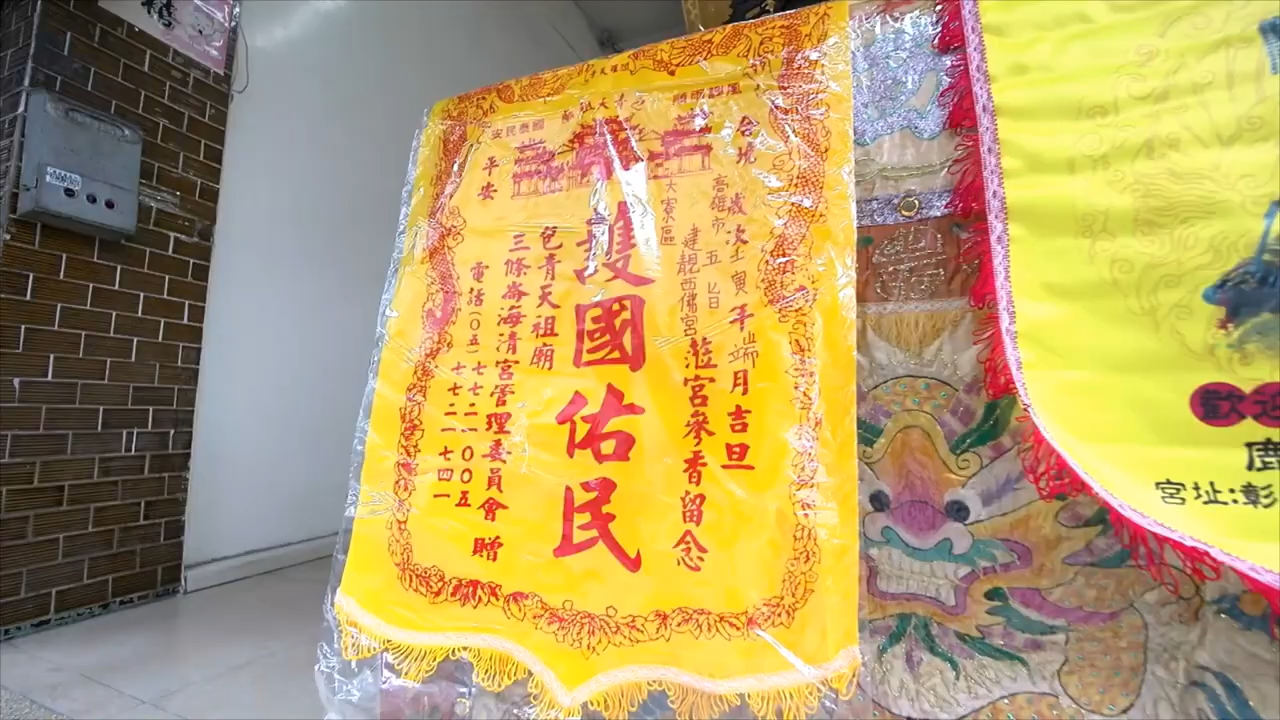 國泰民安
合境
平安
歲次壬寅年端月吉旦
五 日
高雄市
大寮區
建靚西佛宮蒞宮參香留念
護國佑民
包青天祖廟
三條崙海清宮管理委員會 贈
電話(〇五)七七二一〇〇五
七七二一七四一
歡迎
鹿
宮址:彰